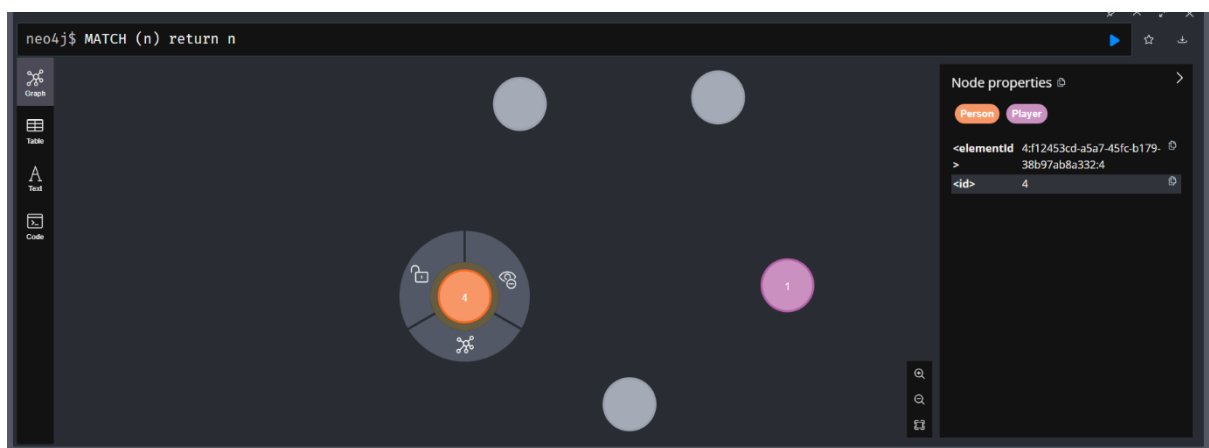 neo4j$ MATCH (n) return n
Graph
Table
Text
Code
4
1
Node properties
Person Player
<elementId> 4:f12453cd-a5a7-45fc-b179-38b97ab8a332:4
<id> 4